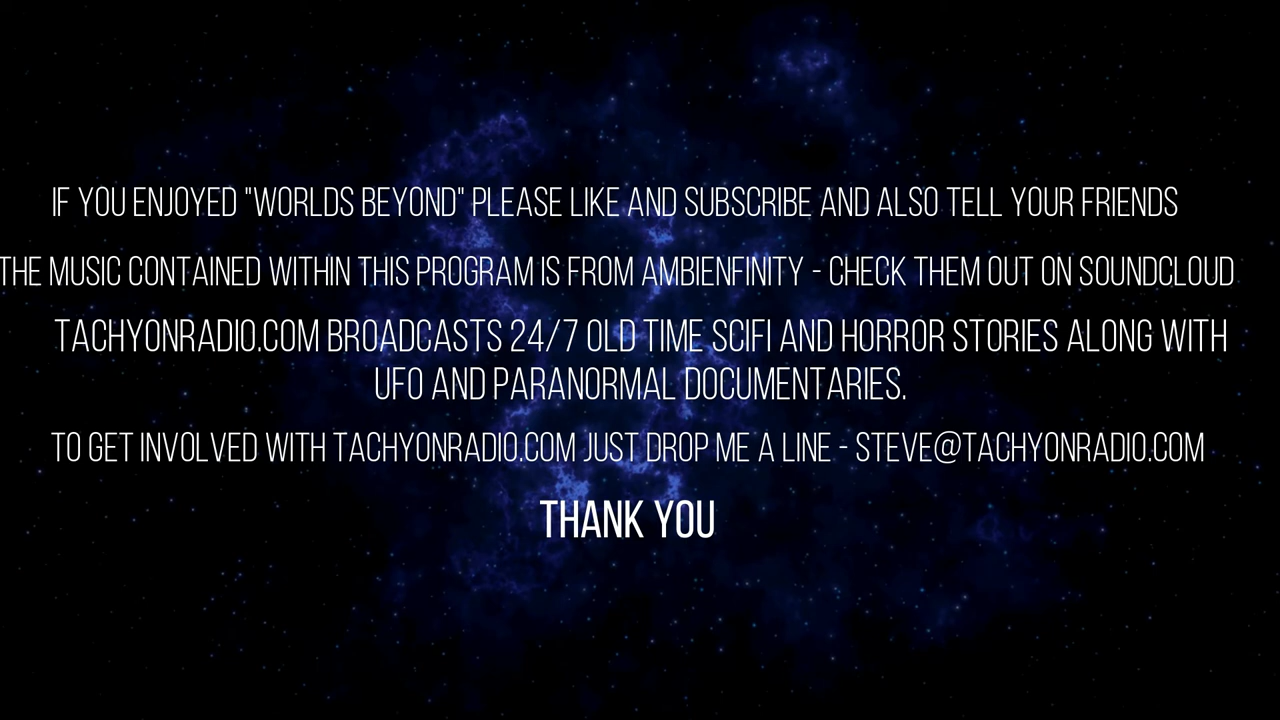 IF YOU ENJOYED "WORLDS BEYOND" PLEASE LIKE AND SUBSCRIBE AND ALSO TELL YOUR FRIENDS
THE MUSIC CONTAINED WITHIN THIS PROGRAM IS FROM AMBIENFINITY - CHECK THEM OUT ON SOUNDCLOUD
TACHYONRADIO.COM BROADCASTS 24/7 OLD TIME SCIFI AND HORROR STORIES ALONG WITH
UFO AND PARANORMAL DOCUMENTARIES.
TO GET INVOLVED WITH TACHYONRADIO.COM JUST DROP ME A LINE - STEVE@TACHYONRADIO.COM
THANK YOU